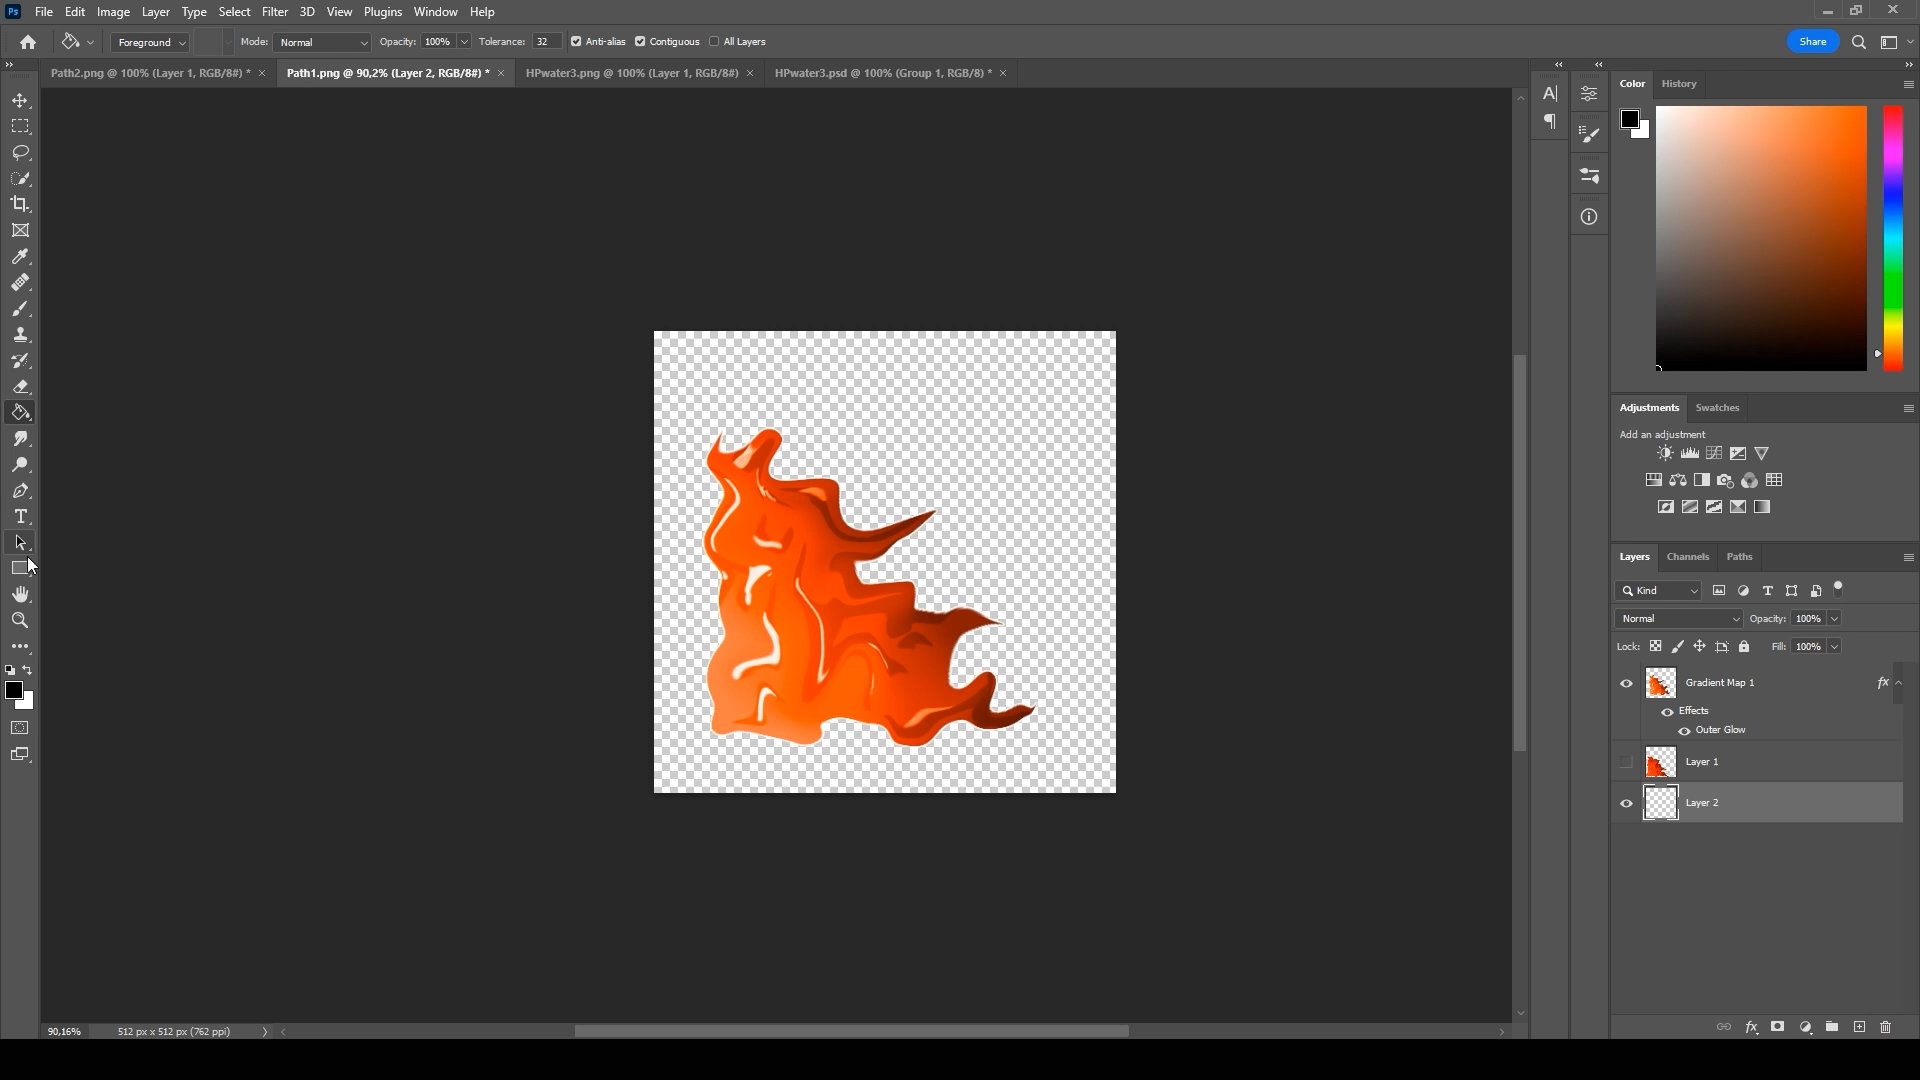 Ps File Edit Image Layer Type Select Filter 3D View Plugins Window Help
Foreground Mode: Normal Opacity: 100% Tolerance: 32 Anti-alias Contiguous All Layers Share
Path2.png @ 100% (Layer 1, RGB/8#) * × Path1.png @ 90,2% (Layer 2, RGB/8#) * × HPwater3.png @ 100% (Layer 1, RGB/8#) × HPwater3.psd @ 100% (Group 1, RGB/8) * ×
Color History
Adjustments Swatches
Add an adjustment
Layers Channels Paths
Kind
Normal Opacity: 100%
Lock: Fill: 100%
Gradient Map 1 fx
Effects
Outer Glow
Layer 1
Layer 2
90,16% 512 px x 512 px (762 ppi)